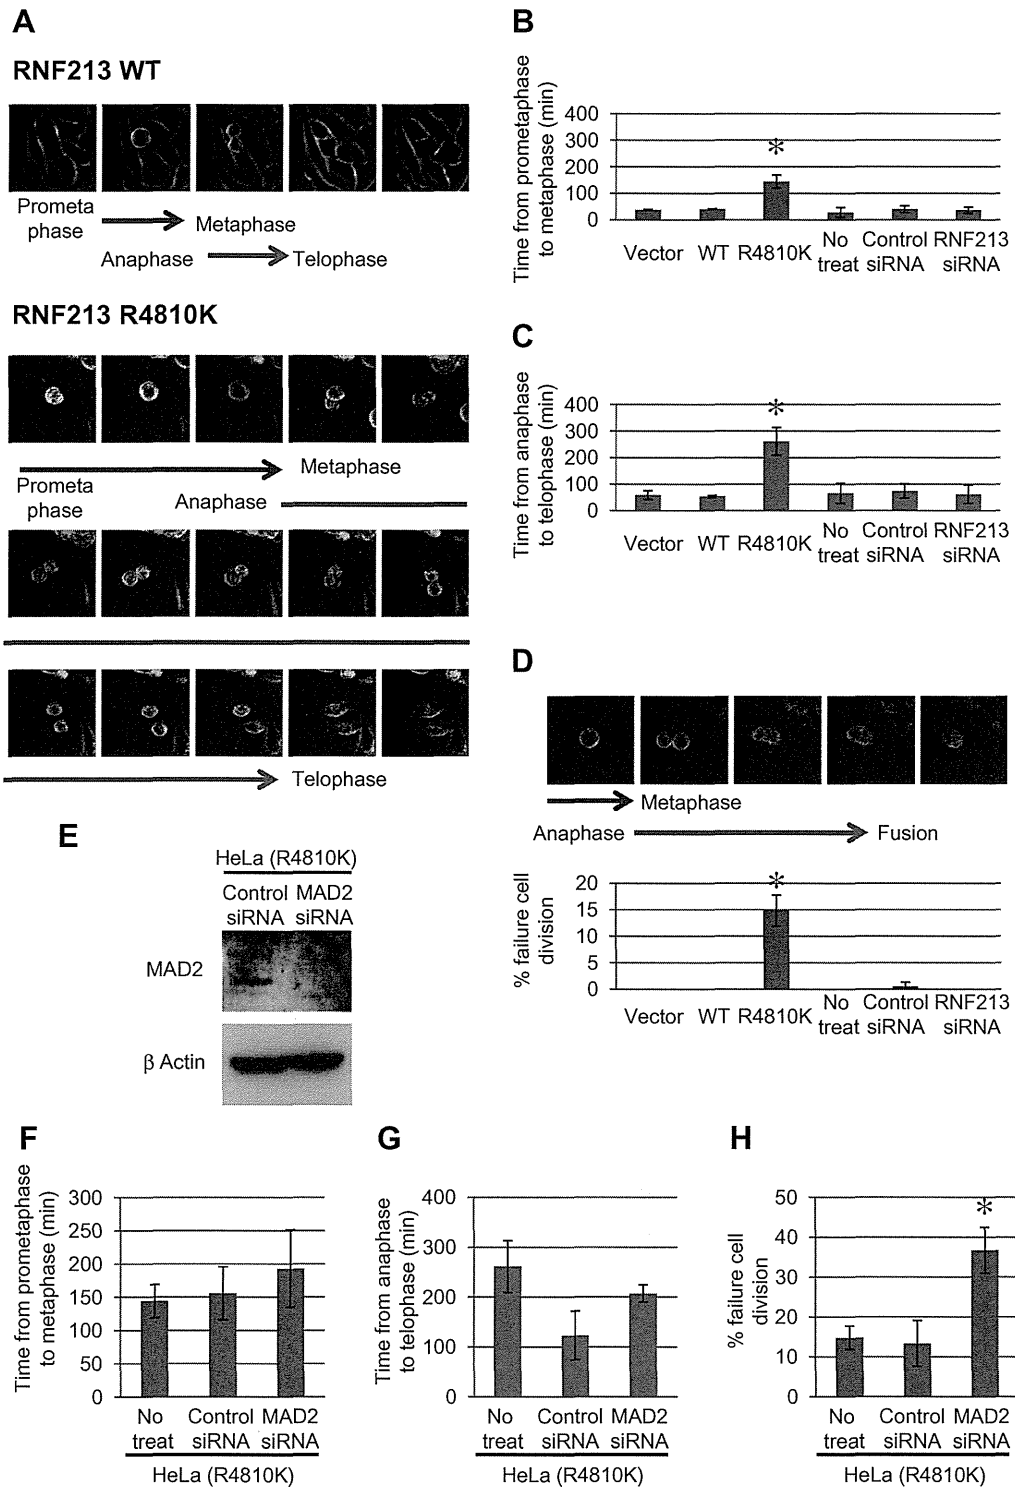 A
RNF213 WT
Prometa
phase
Metaphase
Anaphase
Telophase
RNF213 R4810K
Metaphase
Prometa
phase
Anaphase
Telophase
B
Time from prometaphase
to metaphase (min)
400
300
200
100
0
*
Vector WT R4810K No treat Control siRNA RNF213 siRNA
C
Time from anaphase
to telophase (min)
400
300
200
100
0
*
Vector WT R4810K No treat Control siRNA RNF213 siRNA
D
Metaphase
Anaphase
Fusion
% failure cell
division
20
15
10
5
0
*
Vector WT R4810K No treat Control siRNA RNF213 siRNA
E
HeLa (R4810K)
Control siRNA MAD2 siRNA
MAD2
β Actin
F
Time from prometaphase
to metaphase (min)
300
250
200
150
100
50
0
No treat Control siRNA MAD2 siRNA
HeLa (R4810K)
G
Time from anaphase
to telophase (min)
400
300
200
100
0
No treat Control siRNA MAD2 siRNA
HeLa (R4810K)
H
% failure cell
division
50
40
30
20
10
0
*
No treat Control siRNA MAD2 siRNA
HeLa (R4810K)